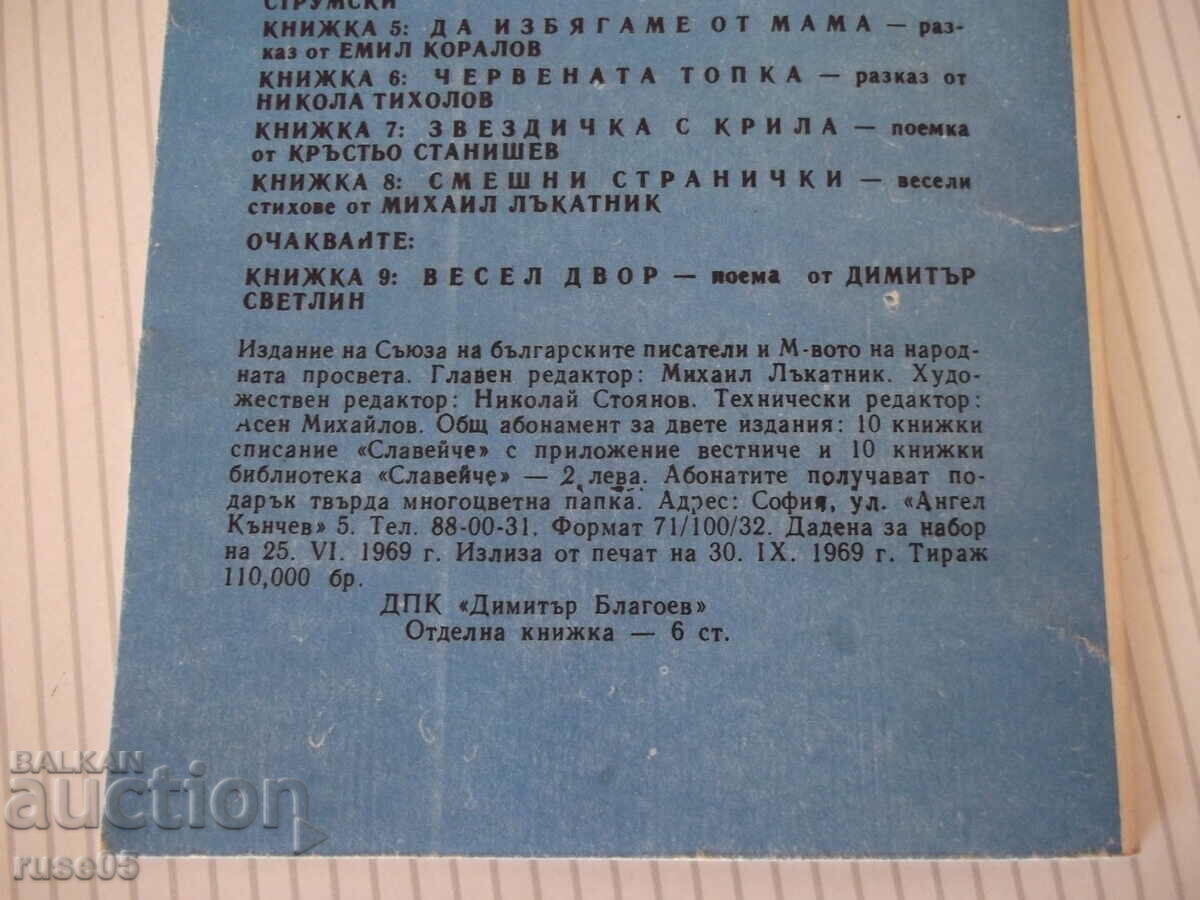 СТРУМСКИ
КНИЖКА 5: ДА ИЗБЯГАМЕ ОТ МАМА — раз-
каз от ЕМИЛ КОРАЛОВ
КНИЖКА 6: ЧЕРВЕНАТА ТОПКА — разказ от
НИКОЛА ТИХОЛОВ
КНИЖКА 7: ЗВЕЗДИЧКА С КРИЛА — поемка
от КРЪСТЬО СТАНИШЕВ
КНИЖКА 8: СМЕШНИ СТРАНИЧКИ — весели
стихове от МИХАИЛ ЛЪКАТНИК
ОЧАКВАЙТЕ:
КНИЖКА 9: ВЕСЕЛ ДВОР — поема от ДИМИТЪР
СВЕТЛИН
Издание на Съюза на българските писатели и М-вото на народ-
ната просвета. Главен редактор: Михаил Лъкатник. Худо-
жествен редактор: Николай Стоянов. Технически редактор:
Асен Михайлов. Общ абонамент за двете издания: 10 книжки
списание «Славейче» с приложение вестниче и 10 книжки
библиотека «Славейче» — 2 лева. Абонатите получават по-
дарък твърда многоцветна папка. Адрес: София, ул. «Ангел
Кънчев» 5. Тел. 88-00-31. Формат 71/100/32. Дадена за набор
на 25. VI. 1969 г. Излиза от печат на 30. IX. 1969 г. Тираж
110,000 бр.
ДПК «Димитър Благоев»
Отделна книжка — 6 ст.
BALKAN
auction
ruse05